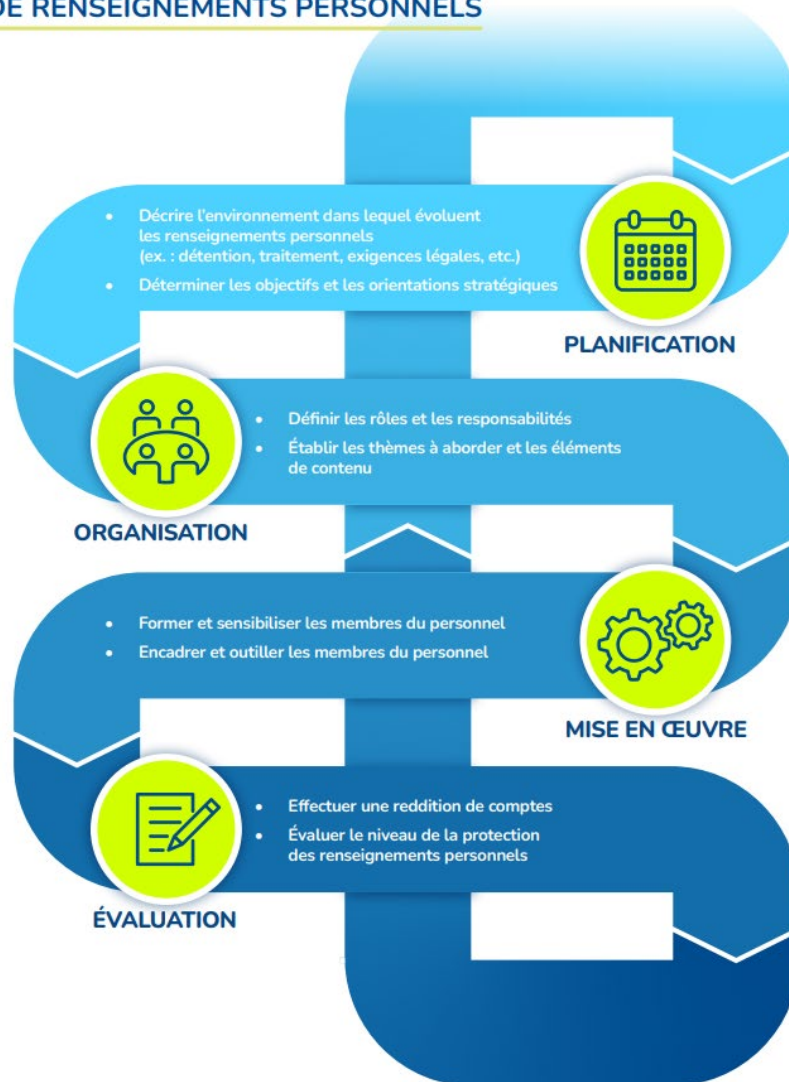 DE RENSEIGNEMENTS PERSONNELS
• Décrire l'environnement dans lequel évoluent
les renseignements personnels
(ex. : détention, traitement, exigences légales, etc.)
• Déterminer les objectifs et les orientations stratégiques
PLANIFICATION
• Définir les rôles et les responsabilités
• Établir les thèmes à aborder et les éléments
de contenu
ORGANISATION
• Former et sensibiliser les membres du personnel
• Encadrer et outiller les membres du personnel
MISE EN ŒUVRE
• Effectuer une reddition de comptes
• Évaluer le niveau de la protection
des renseignements personnels
ÉVALUATION